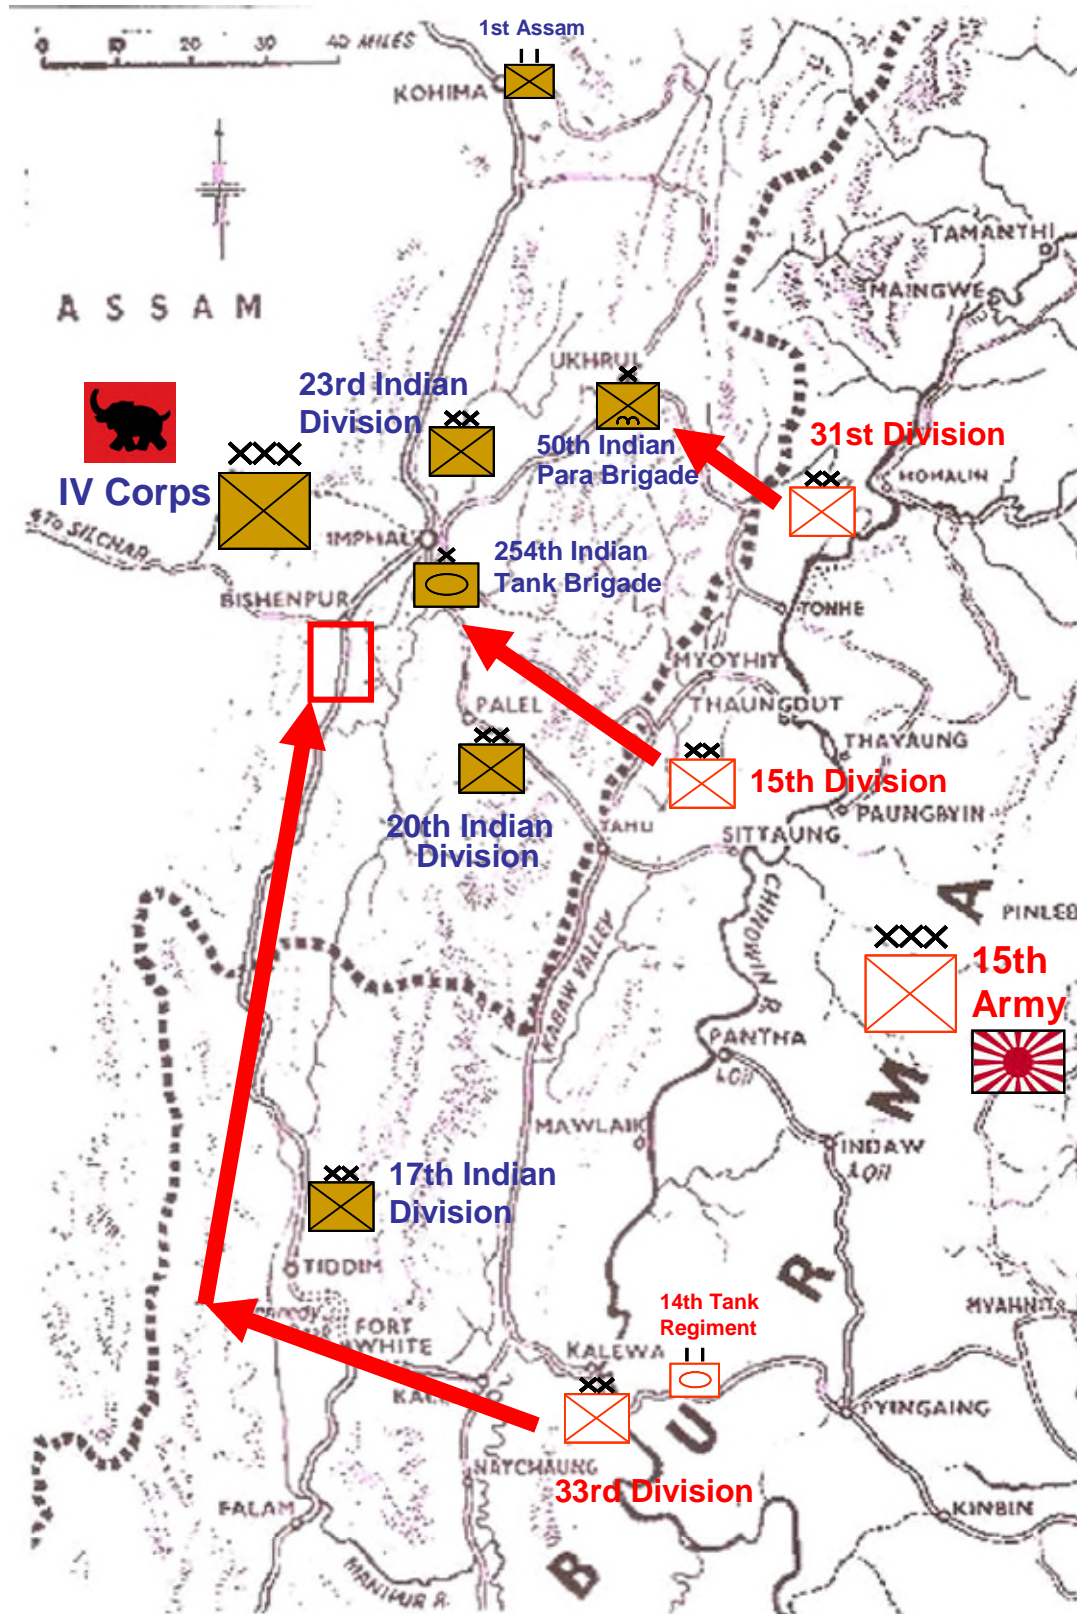 1st Assam
0 10 20 30 40 MILES
KOHIMA
TAMANTHI
MAINGWE
ASSAM
UKHRUL
23rd Indian
Division
50th Indian
Para Brigade
31st Division
HOMALIN
IV Corps
TO SILCHAR
IMPHAL
254th Indian
Tank Brigade
BISHENPUR
TONHE
MYOTHIT
PALEL
THAUNGDUT
THAYAUNG
15th Division
PAUNGBYIN
20th Indian
Division
TAMU
SITTAUNG
CHINDWIN R.
PINLEB
15th
Army
KABAW VALLEY
PANTHA
& Oil
MAWLAIK
INDAW
& Oil
17th Indian
Division
TIDDIM
14th Tank
Regiment
FORT
WHITE
KALEWA
PYINGAING
33rd Division
KINBIN
FALAM
MANIPUR R.
BURMA